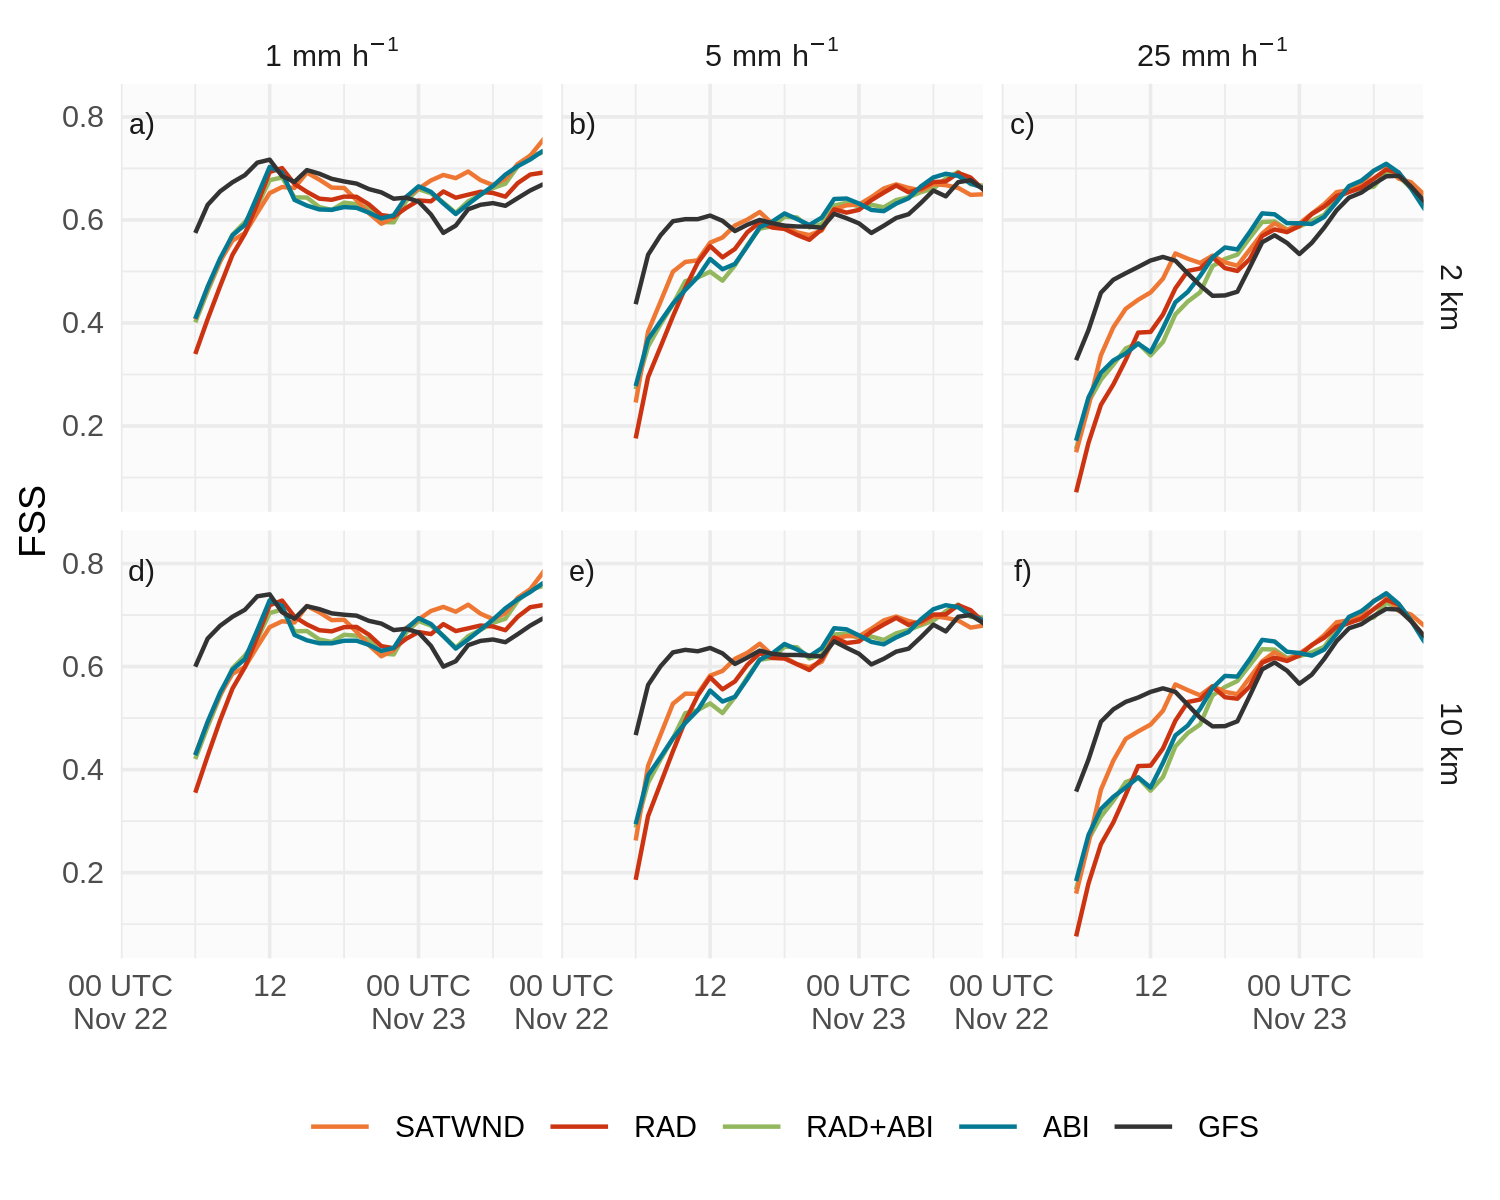 1 mm h⁻¹ 5 mm h⁻¹ 25 mm h⁻¹
a) b) c)
0.8
0.6
0.4
0.2
2 km
FSS
d) e) f)
0.8
0.6
0.4
0.2
10 km
00 UTC 12 00 UTC 00 UTC 12 00 UTC 00 UTC 12 00 UTC
Nov 22 Nov 23 Nov 22 Nov 23 Nov 22 Nov 23
SATWND RAD RAD+ABI ABI GFS